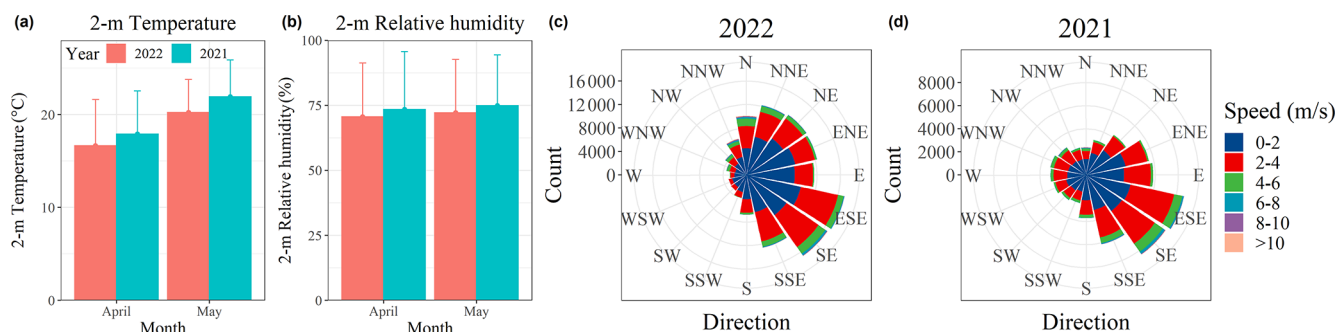 (a) 2-m Temperature
Year 2022 2021
20
10
0
2-m Temperature (°C)
April May
Month
(b) 2-m Relative humidity
100
75
50
25
0
2-m Relative humidity (%)
April May
Month
(c) 2022
16000
12000
8000
4000
0
Count
N
NNE
NE
ENE
E
ESE
SE
SSE
S
SSW
SW
WSW
W
WNW
NW
NNW
Direction
(d) 2021
8000
6000
4000
2000
0
Count
N
NNE
NE
ENE
E
ESE
SE
SSE
S
SSW
SW
WSW
W
WNW
NW
NNW
Direction
Speed (m/s)
0-2
2-4
4-6
6-8
8-10
>10